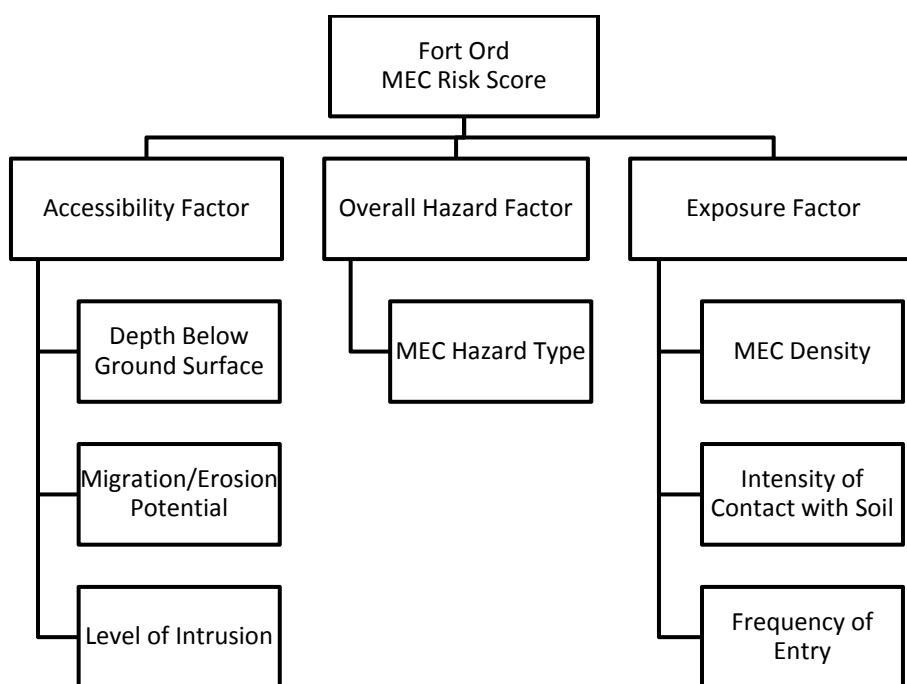 Fort Ord
MEC Risk Score
Accessibility Factor
Overall Hazard Factor
Exposure Factor
Depth Below
Ground Surface
MEC Hazard Type
MEC Density
Migration/Erosion
Potential
Intensity of
Contact with Soil
Level of Intrusion
Frequency of
Entry